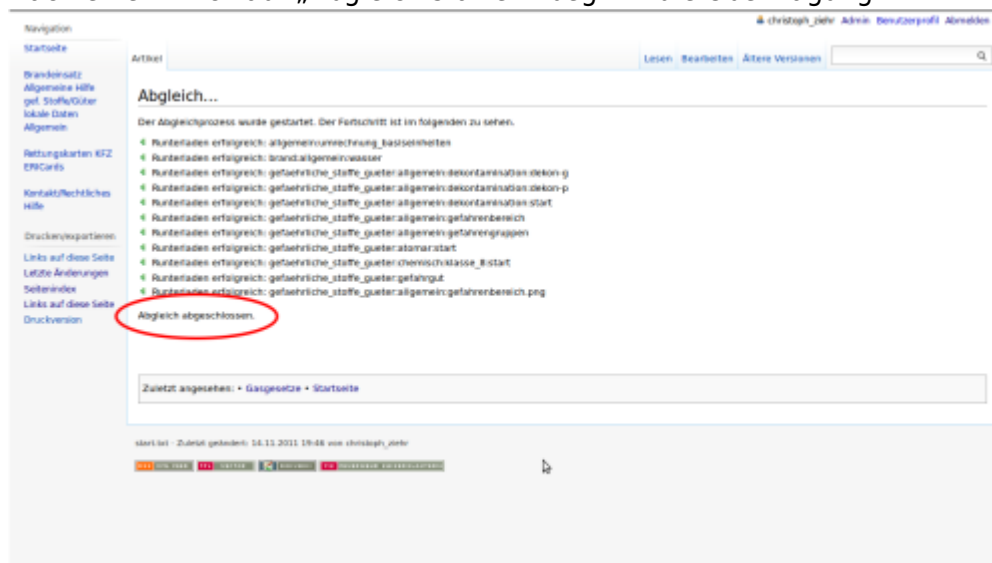 Navigation
christoph_ziehr Admin Benutzerprofil Abmelden
Startseite
Artikel
Lesen Bearbeiten Ältere Versionen
Brandeinsatz
Allgemeine Hilfe
gef. Stoffe/Güter
lokale Daten
Allgemein
Rettungskarten KFZ
ERICards
Kontakt/Rechtliches
Hilfe
Drucken/exportieren
Links auf diese Seite
Letzte Änderungen
Seitenindex
Links auf diese Seite
Druckversion
Abgleich...
Der Abgleichprozess wurde gestartet. Der Fortschritt ist im folgenden zu sehen.
Runterladen erfolgreich: allgemein:umrechnung_basiseinheiten
Runterladen erfolgreich: brand:allgemein:wasser
Runterladen erfolgreich: gefaehrliche_stoffe_gueter:allgemein:dekontamination:dekon-g
Runterladen erfolgreich: gefaehrliche_stoffe_gueter:allgemein:dekontamination:dekon-p
Runterladen erfolgreich: gefaehrliche_stoffe_gueter:allgemein:dekontamination:start
Runterladen erfolgreich: gefaehrliche_stoffe_gueter:allgemein:gefahrenbereich
Runterladen erfolgreich: gefaehrliche_stoffe_gueter:allgemein:gefahrengruppen
Runterladen erfolgreich: gefaehrliche_stoffe_gueter:atomar:start
Runterladen erfolgreich: gefaehrliche_stoffe_gueter:chemisch:klasse_8:start
Runterladen erfolgreich: gefaehrliche_stoffe_gueter:gefahrgut
Runterladen erfolgreich: gefaehrliche_stoffe_gueter:allgemein:gefahrenbereich.png
Abgleich abgeschlossen.
Zuletzt angesehen: • Gasgesetze • Startseite
start.txt · Zuletzt geändert: 14.11.2011 19:46 von christoph_ziehr